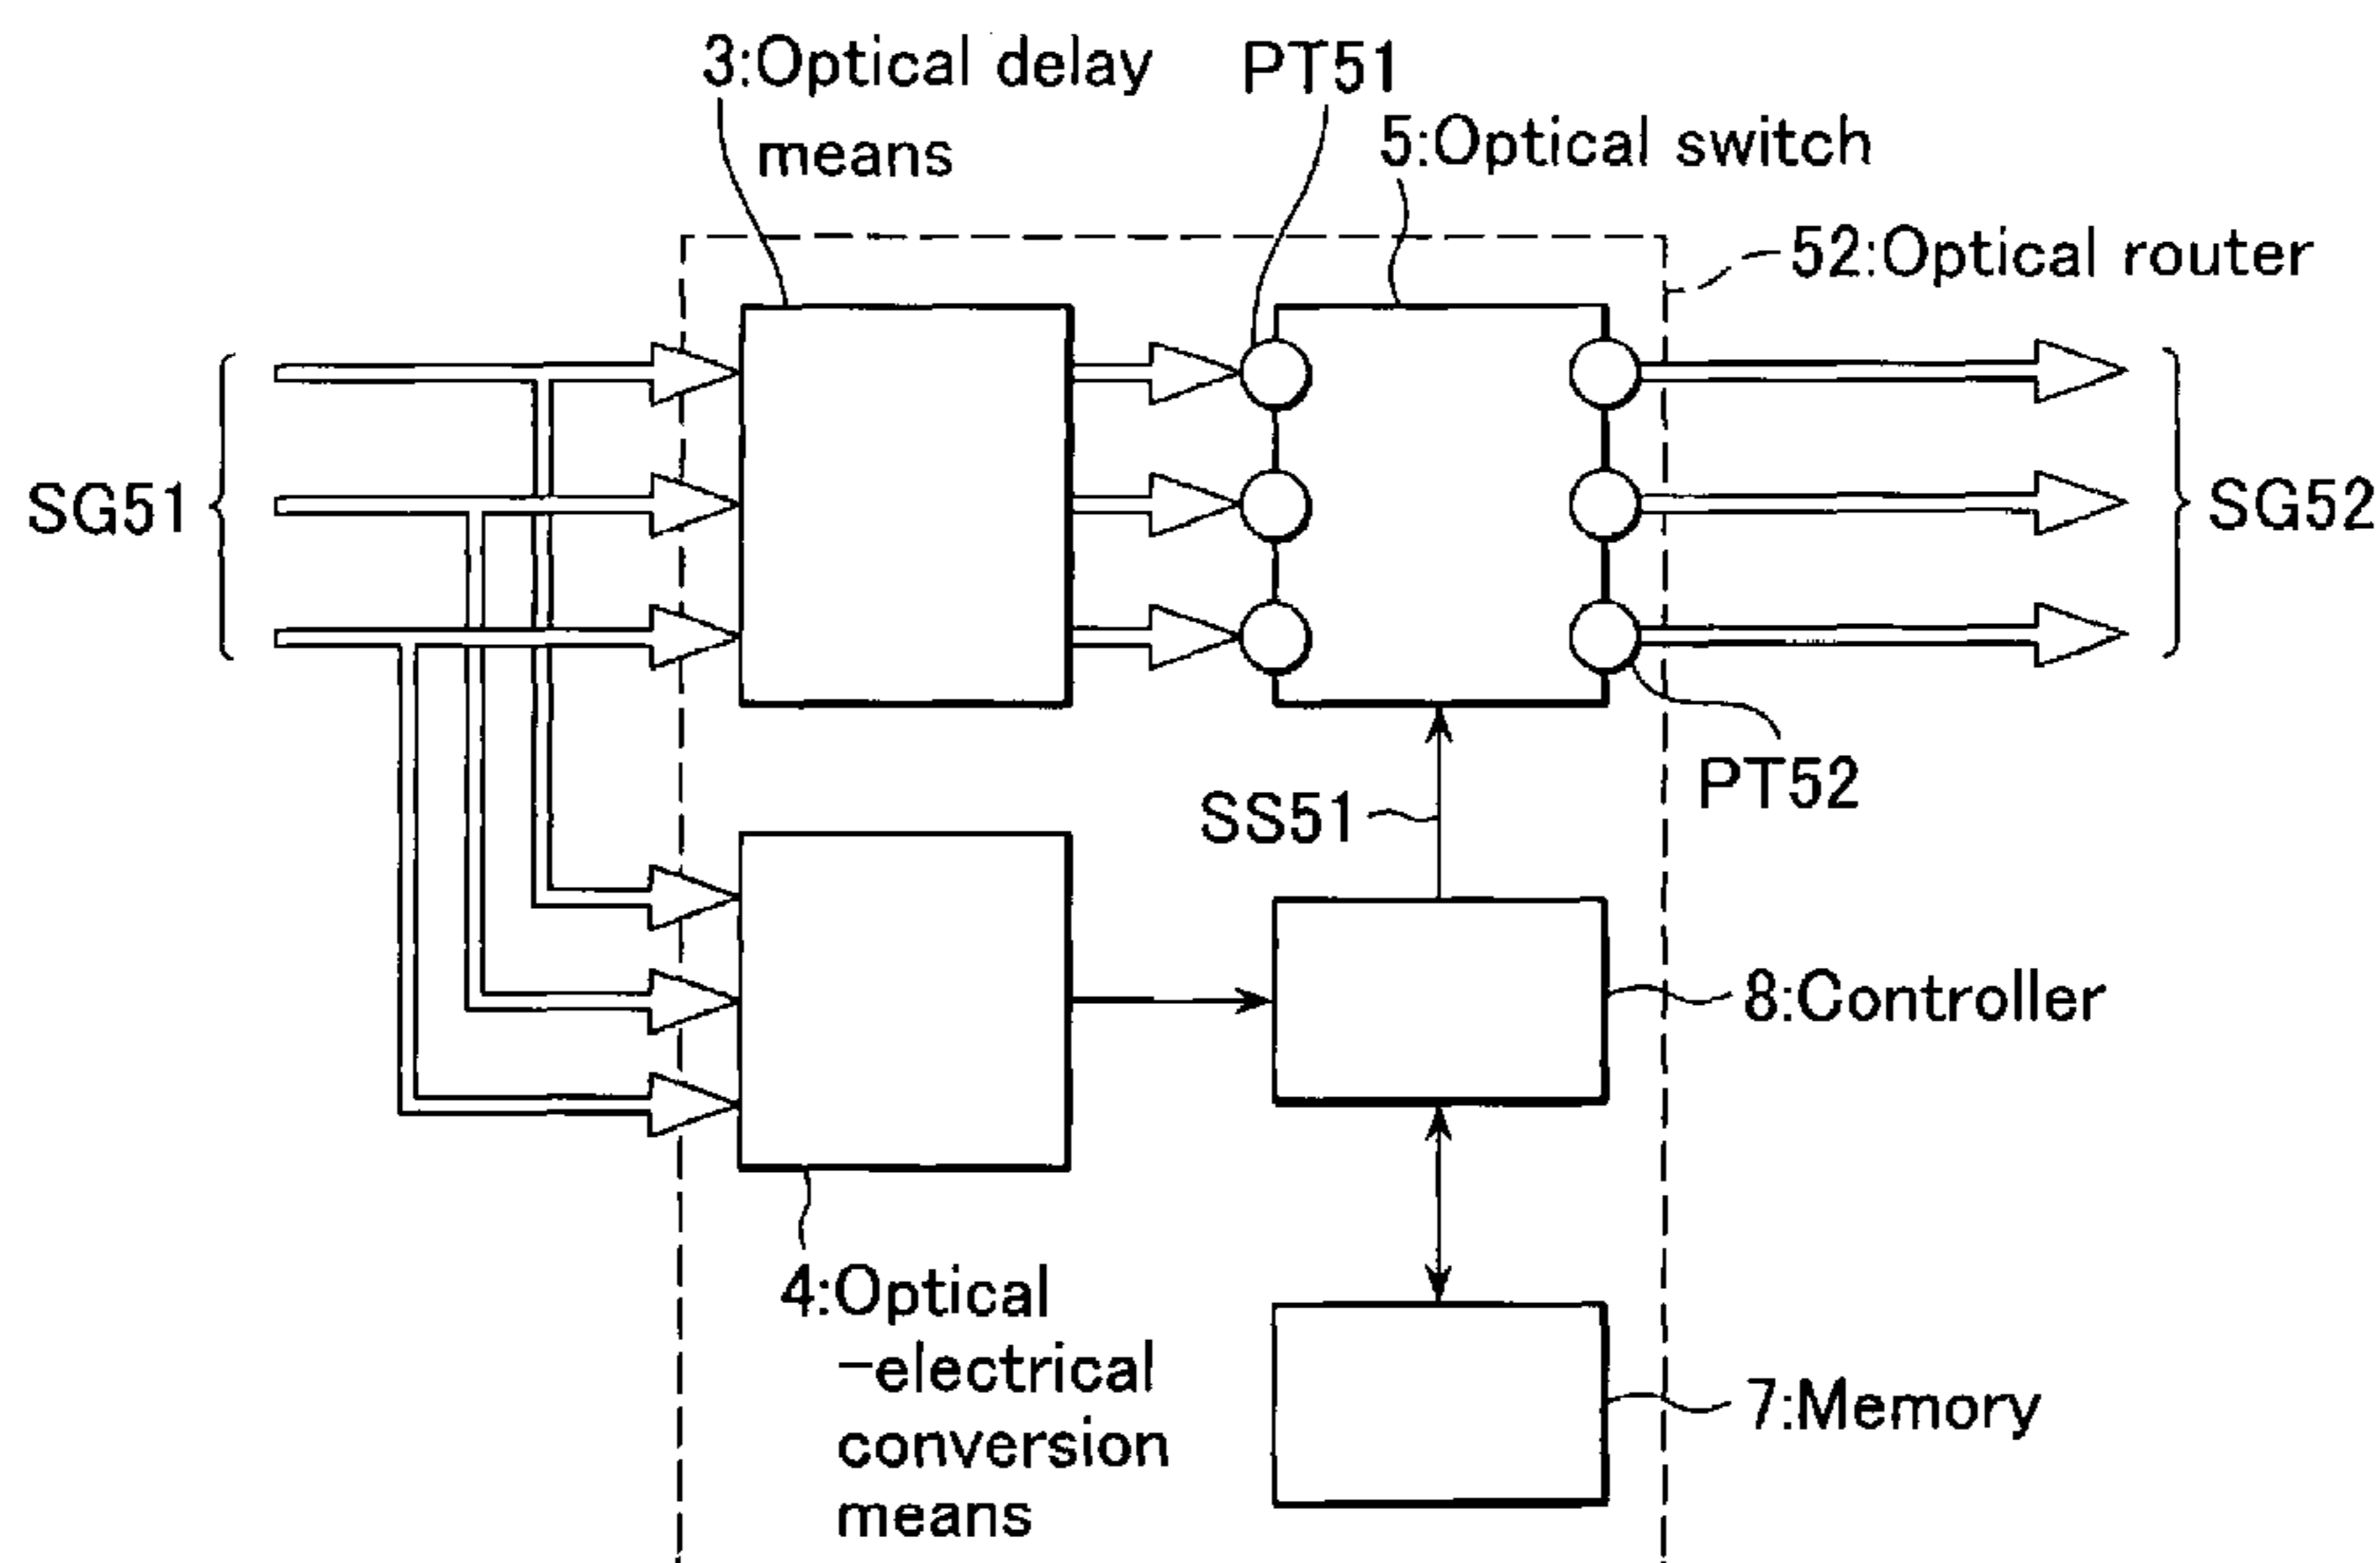 3:Optical delay
means
PT51
5:Optical switch
52:Optical router
SG51
SG52
PT52
SS51
8:Controller
4:Optical
-electrical
conversion
means
7:Memory